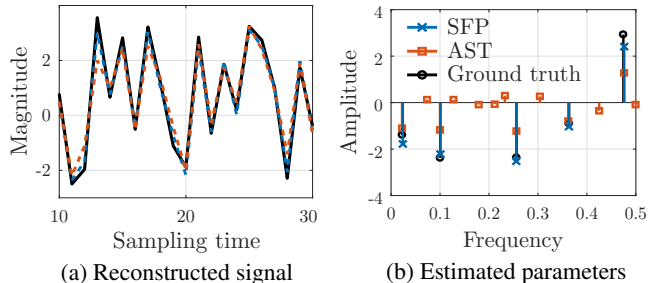 Magnitude
2
0
-2
10
20
30
Sampling time
(a) Reconstructed signal
Amplitude
4
2
0
-2
-4
SFP
AST
Ground truth
0
0.1
0.2
0.3
0.4
0.5
Frequency
(b) Estimated parameters